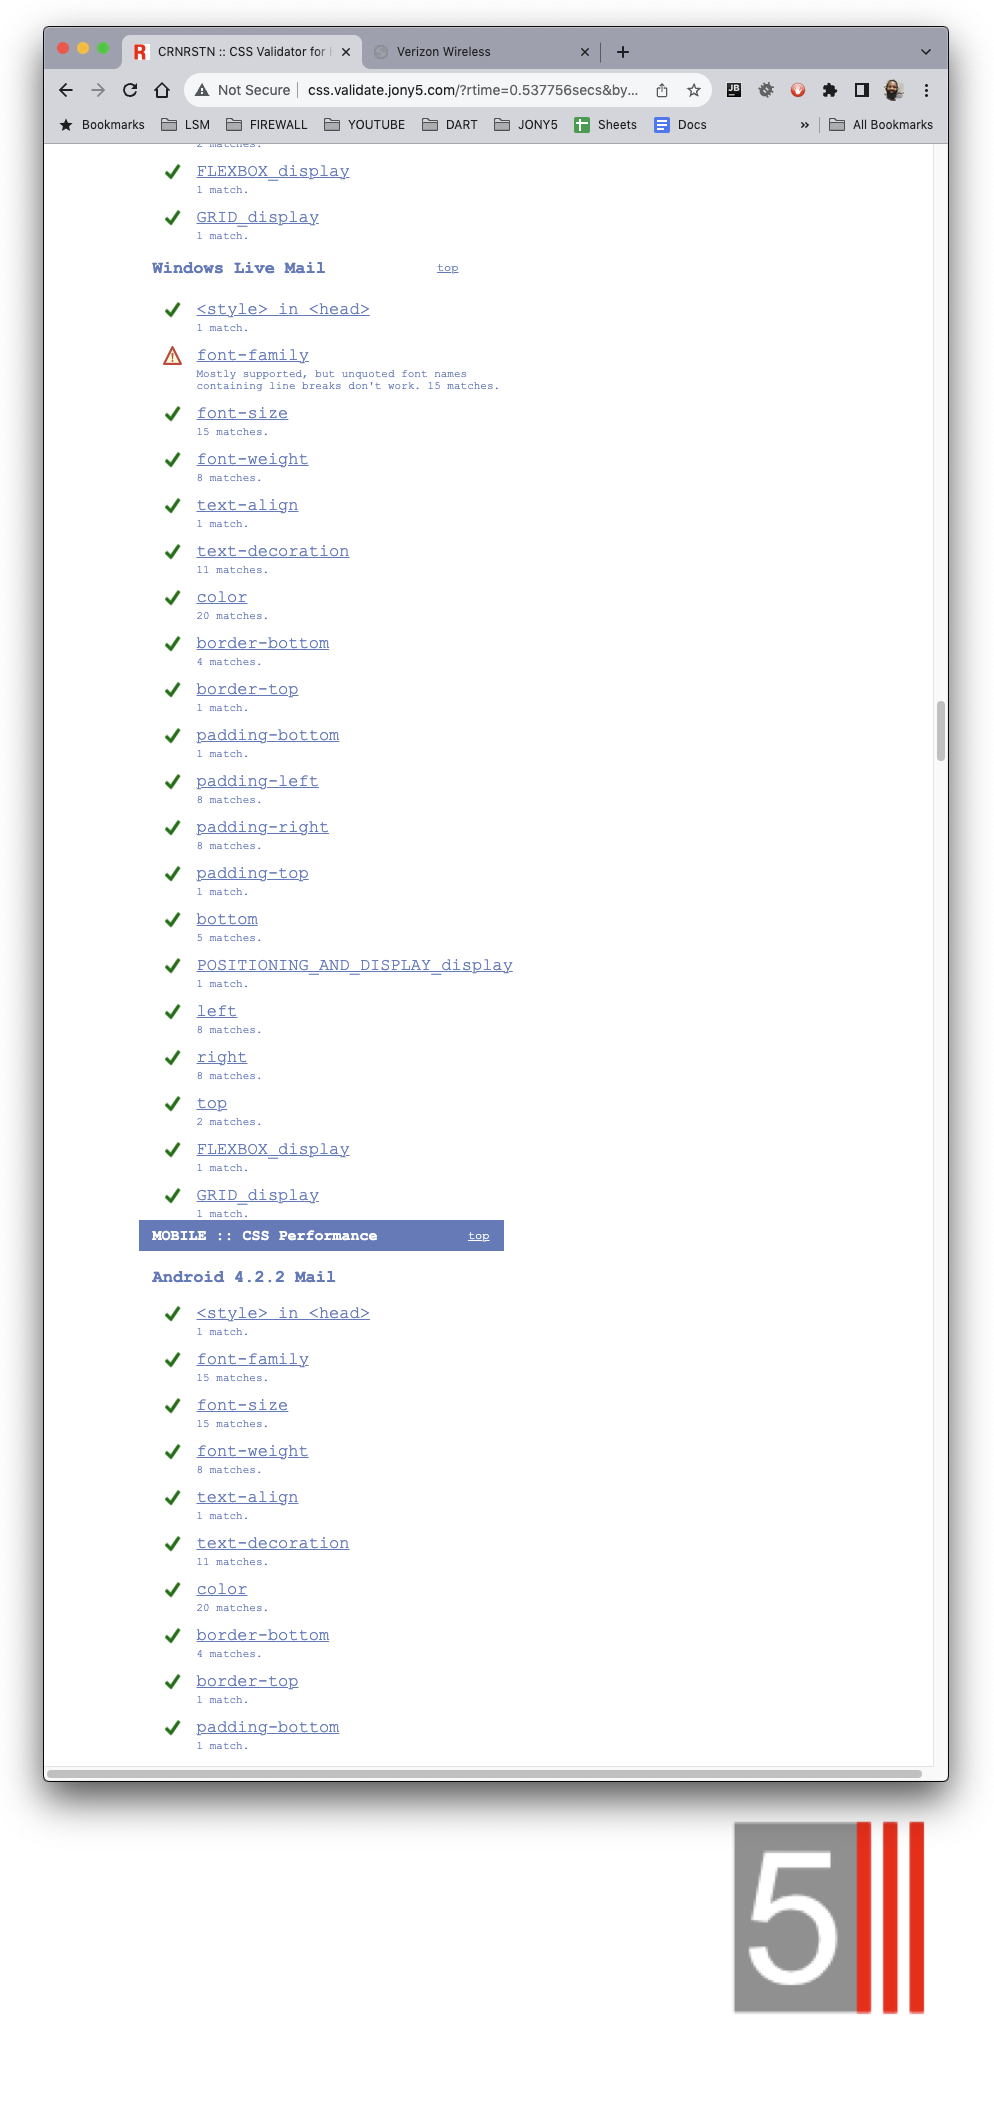 CRNRSTN :: CSS Validator for
Verizon Wireless
Not Secure
css.validate.jony5.com/?rtime=0.537756secs&by...
Bookmarks
LSM
FIREWALL
YOUTUBE
DART
JONY5
Sheets
Docs
»
All Bookmarks
2 matches.
FLEXBOX_display
1 match.
GRID_display
1 match.
Windows Live Mail
top
<style> in <head>
1 match.
font-family
Mostly supported, but unquoted font names
containing line breaks don't work. 15 matches.
font-size
15 matches.
font-weight
8 matches.
text-align
1 match.
text-decoration
11 matches.
color
20 matches.
border-bottom
4 matches.
border-top
1 match.
padding-bottom
1 match.
padding-left
8 matches.
padding-right
8 matches.
padding-top
1 match.
bottom
5 matches.
POSITIONING_AND_DISPLAY_display
1 match.
left
8 matches.
right
8 matches.
top
2 matches.
FLEXBOX_display
1 match.
GRID_display
1 match.
MOBILE :: CSS Performance
top
Android 4.2.2 Mail
<style> in <head>
1 match.
font-family
15 matches.
font-size
15 matches.
font-weight
8 matches.
text-align
1 match.
text-decoration
11 matches.
color
20 matches.
border-bottom
4 matches.
border-top
1 match.
padding-bottom
1 match.
5